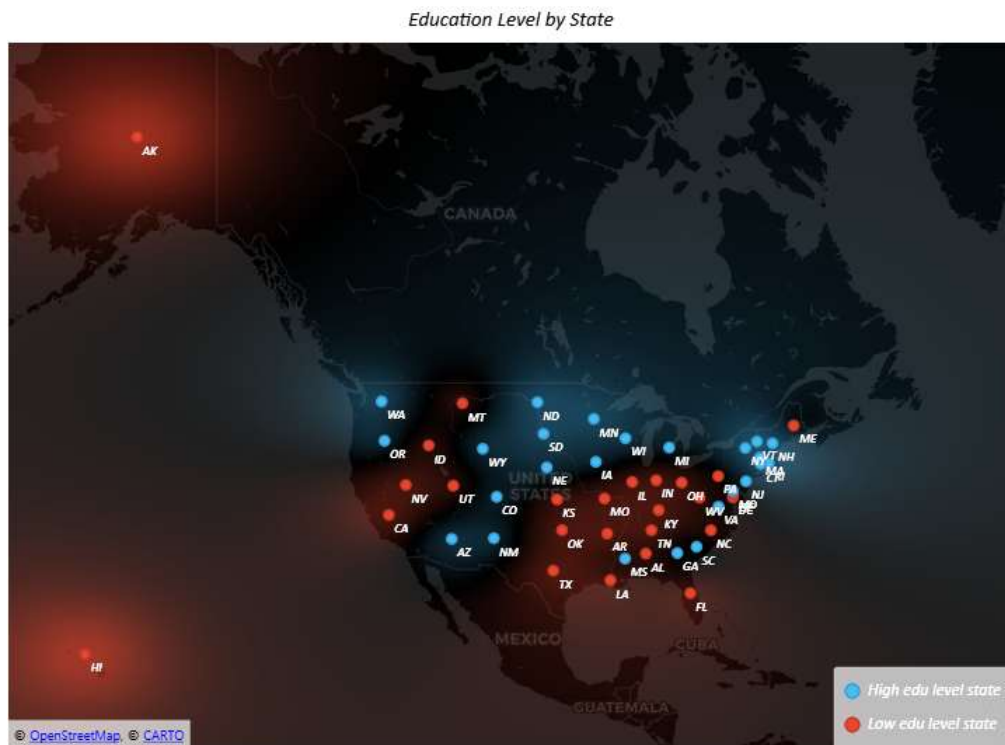 Education Level by State
AK
CANADA
WA
MT
ND
MN
ME
OR
ID
WY
SD
WI
MI
NY
VT
NH
MA
CT
RI
NV
UT
CO
NE
IA
UNITED
STATES
IL
IN
OH
PA
NJ
MD
DE
CA
KS
MO
KY
WV
VA
AZ
NM
OK
AR
TN
NC
TX
LA
MS
AL
GA
SC
FL
HI
MEXICO
CUBA
GUATEMALA
High edu level state
Low edu level state
© OpenStreetMap, © CARTO